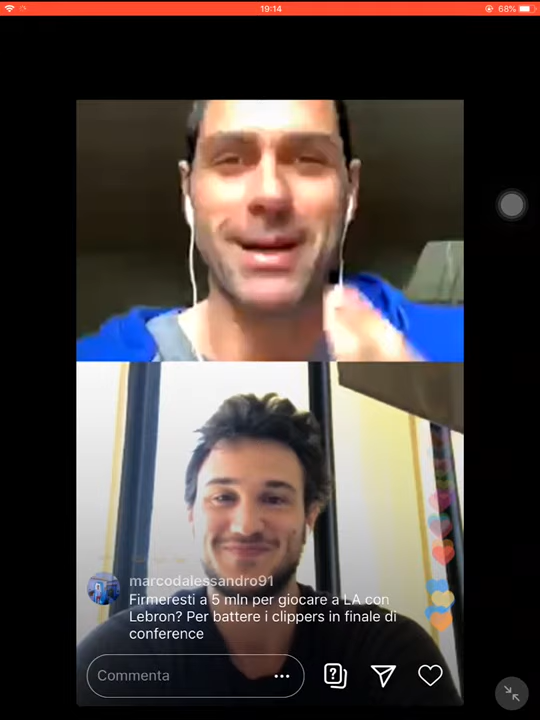 19:14
68%
marcodalessandro91
Firmeresti a 5 mln per giocare a LA con
Lebron? Per battere i clippers in finale di
conference
Commenta